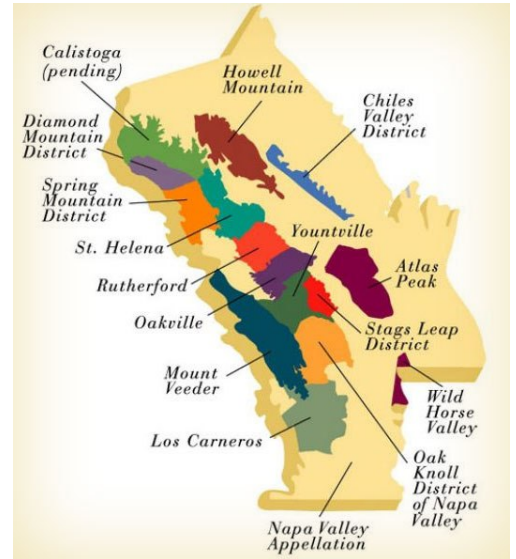 Calistoga
(pending)
Howell
Mountain
Chiles
Valley
District
Diamond
Mountain
District
Spring
Mountain
District
Yountville
St. Helena
Atlas
Peak
Rutherford
Oakville
Stags Leap
District
Mount
Veeder
Wild
Horse
Valley
Los Carneros
Oak
Knoll
District
of Napa
Valley
Napa Valley
Appellation